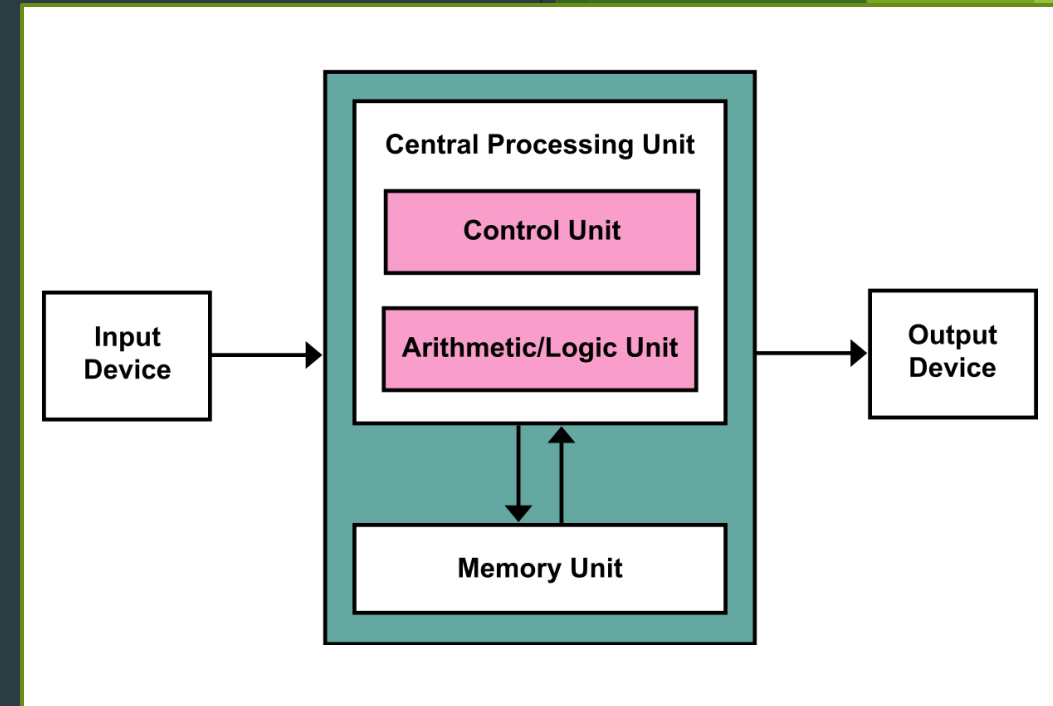 Central Processing Unit
Control Unit
Arithmetic/Logic Unit
Input
Device
Output
Device
Memory Unit